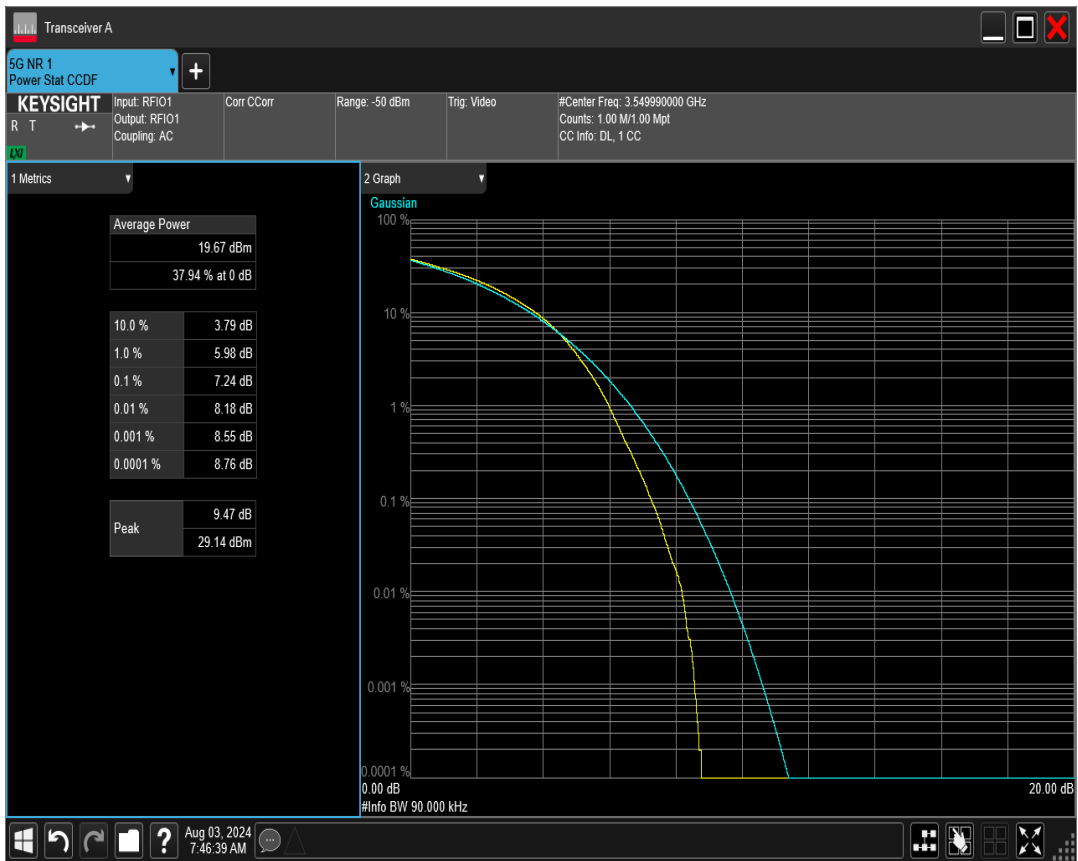 Transceiver A
5G NR 1
Power Stat CCDF
+
KEYSIGHT
R T
LXI
Input: RFIO1
Output: RFIO1
Coupling: AC
Corr CCorr
Range: -50 dBm
Trig: Video
#Center Freq: 3.549990000 GHz
Counts: 1.00 M/1.00 Mpt
CC Info: DL, 1 CC
1 Metrics
Average Power
19.67 dBm
37.94 % at 0 dB
10.0 % 3.79 dB
1.0 % 5.98 dB
0.1 % 7.24 dB
0.01 % 8.18 dB
0.001 % 8.55 dB
0.0001 % 8.76 dB
Peak
9.47 dB
29.14 dBm
2 Graph
Gaussian
100 %
10 %
1 %
0.1 %
0.01 %
0.001 %
0.0001 %
0.00 dB 20.00 dB
#Info BW 90.000 kHz
?
Aug 03, 2024
7:46:39 AM